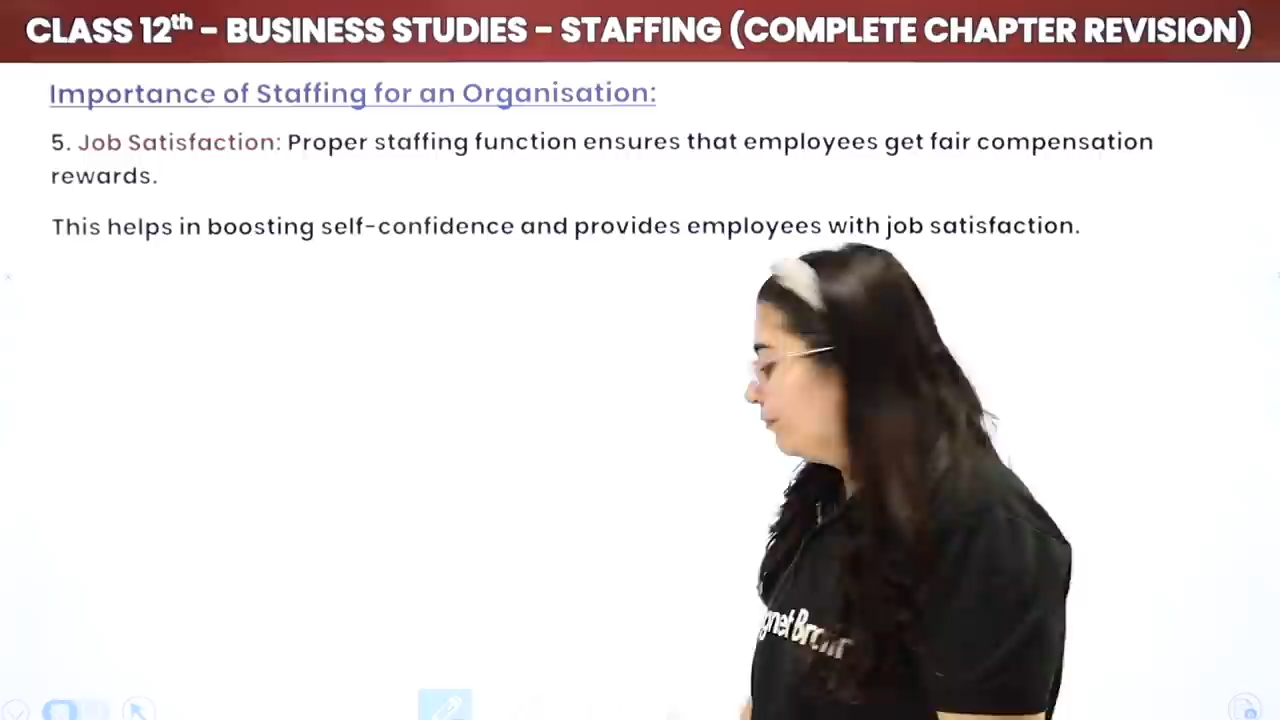 CLASS 12th - BUSINESS STUDIES - STAFFING (COMPLETE CHAPTER REVISION)
Importance of Staffing for an Organisation:
5. Job Satisfaction: Proper staffing function ensures that employees get fair compensation
rewards.
This helps in boosting self-confidence and provides employees with job satisfaction.